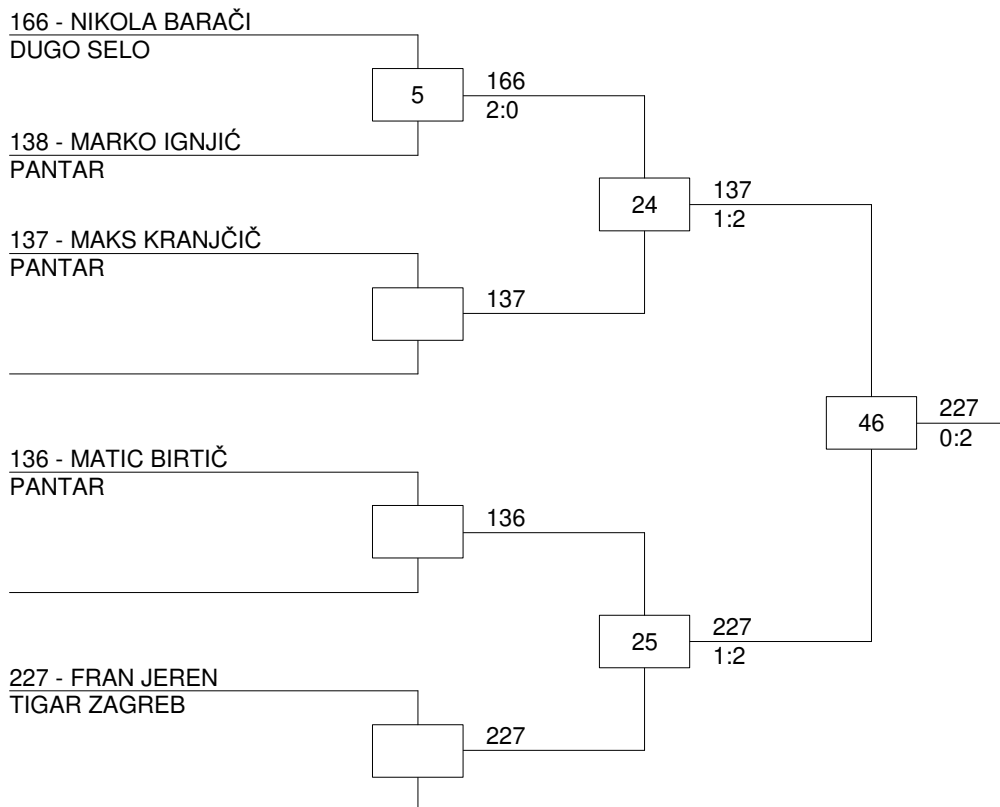 166 - NIKOLA BARAČI
DUGO SELO
5
166
2:0
138 - MARKO IGNJIĆ
PANTAR
24
137
1:2
137 - MAKS KRANJČIČ
PANTAR
137
46
227
0:2
136 - MATIC BIRTIČ
PANTAR
136
25
227
1:2
227 - FRAN JEREN
TIGAR ZAGREB
227